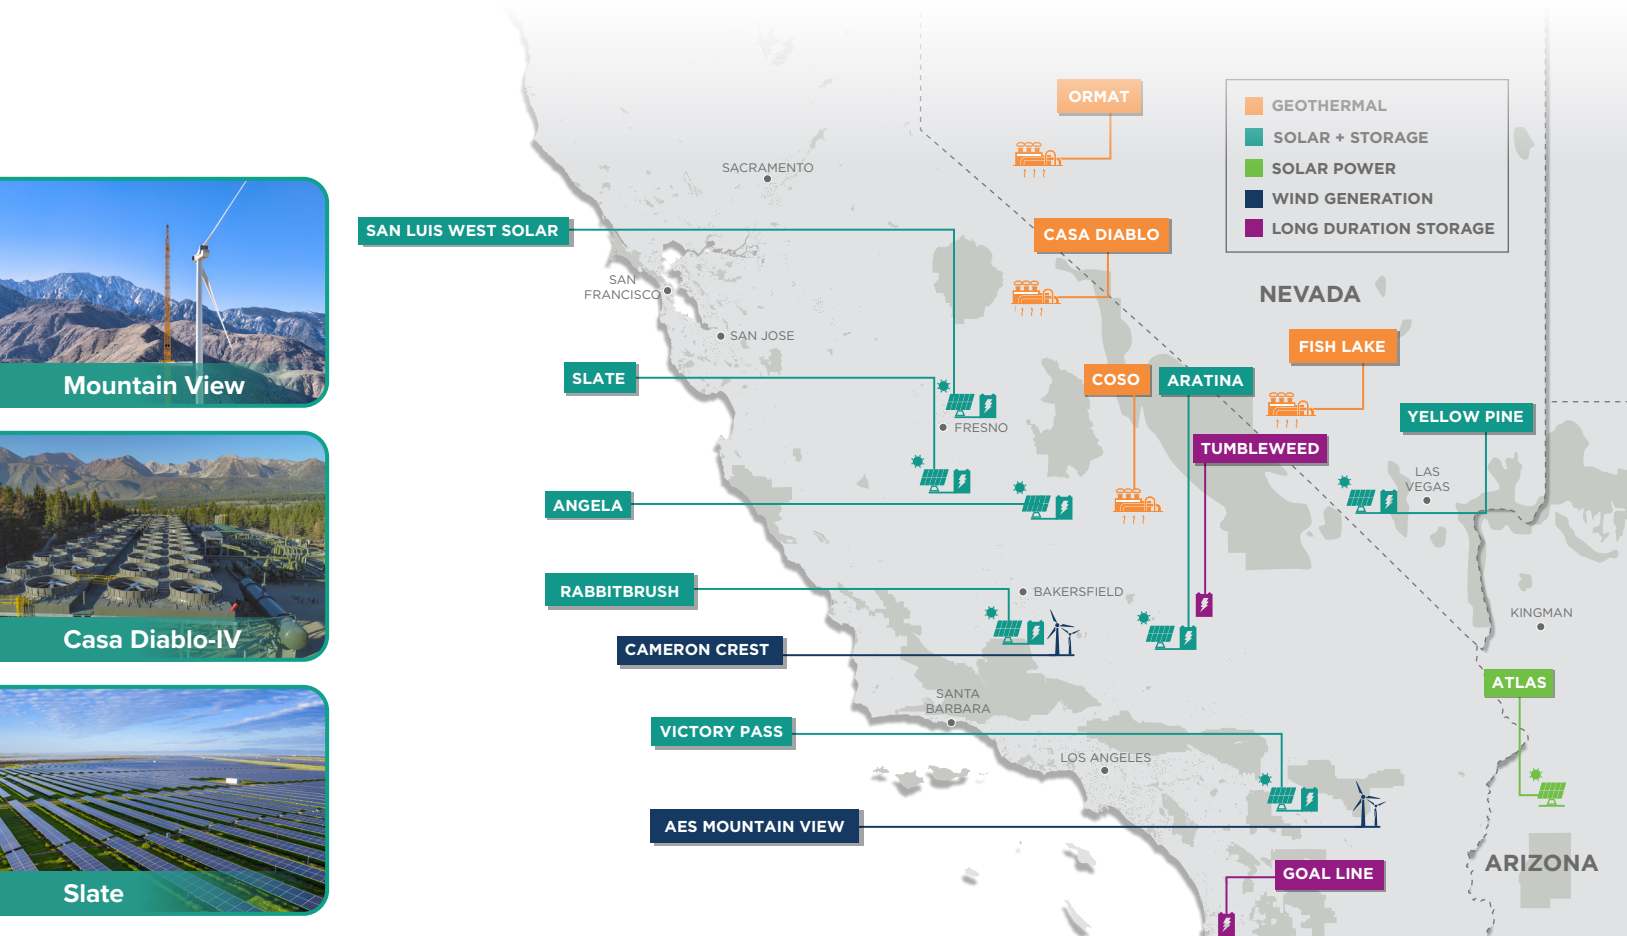 Mountain View
Casa Diablo-IV
Slate
ORMAT
GEOTHERMAL
SOLAR + STORAGE
SOLAR POWER
WIND GENERATION
LONG DURATION STORAGE
SACRAMENTO
SAN LUIS WEST SOLAR
CASA DIABLO
SAN
FRANCISCO
NEVADA
SAN JOSE
FISH LAKE
SLATE
COSO
ARATINA
YELLOW PINE
FRESNO
TUMBLEWEED
LAS
VEGAS
ANGELA
RABBITBRUSH
BAKERSFIELD
KINGMAN
CAMERON CREST
ATLAS
SANTA
BARBARA
VICTORY PASS
LOS ANGELES
AES MOUNTAIN VIEW
ARIZONA
GOAL LINE